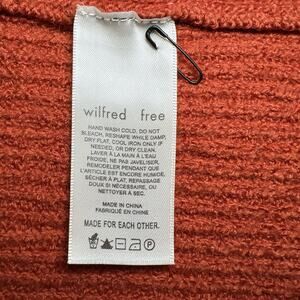 wilfred free
HAND WASH COLD, DO NOT
BLEACH, RESHAPE WHILE DAMP,
DRY FLAT, COOL IRON ONLY IF
NEEDED, OR DRY CLEAN.
LAVER À LA MAIN À L'EAU
FROIDE, NE PAS JAVELISER,
REMODELER PENDANT QUE
L'ARTICLE EST ENCORE HUMIDE,
SÉCHER À PLAT, REPASSAGE
DOUX SI NÉCESSAIRE, OU
NETTOYER À SEC.
MADE IN CHINA
FABRIQUÉ EN CHINE
MADE FOR EACH OTHER.
P